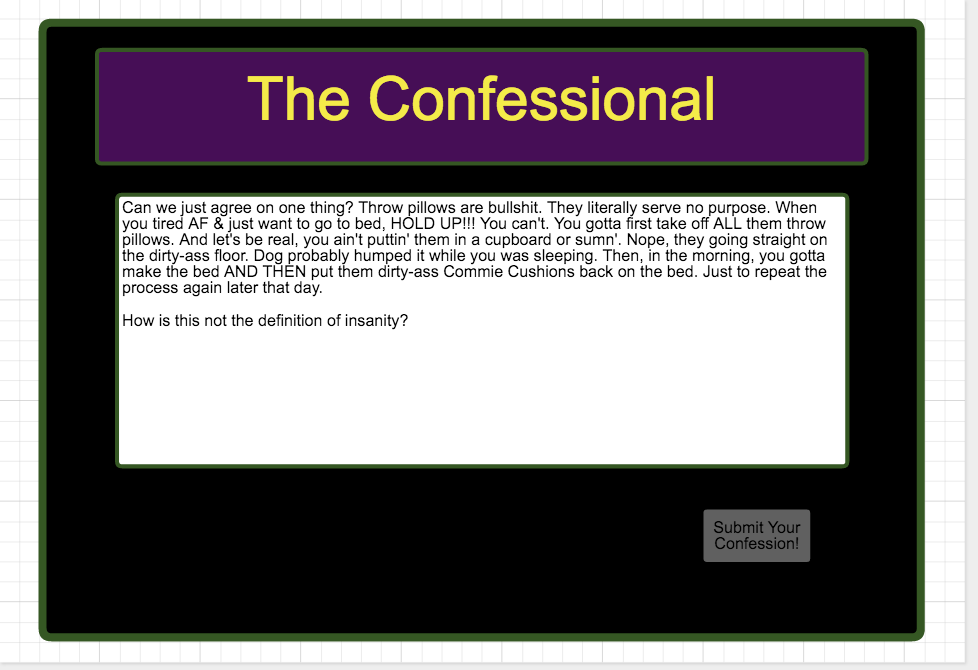 The Confessional
Can we just agree on one thing? Throw pillows are bullshit. They literally serve no purpose. When
you tired AF & just want to go to bed, HOLD UP!!! You can't. You gotta first take off ALL them throw
pillows. And let's be real, you ain't puttin' them in a cupboard or sumn'. Nope, they going straight on
the dirty-ass floor. Dog probably humped it while you was sleeping. Then, in the morning, you gotta
make the bed AND THEN put them dirty-ass Commie Cushions back on the bed. Just to repeat the
process again later that day.
How is this not the definition of insanity?
Submit Your
Confession!